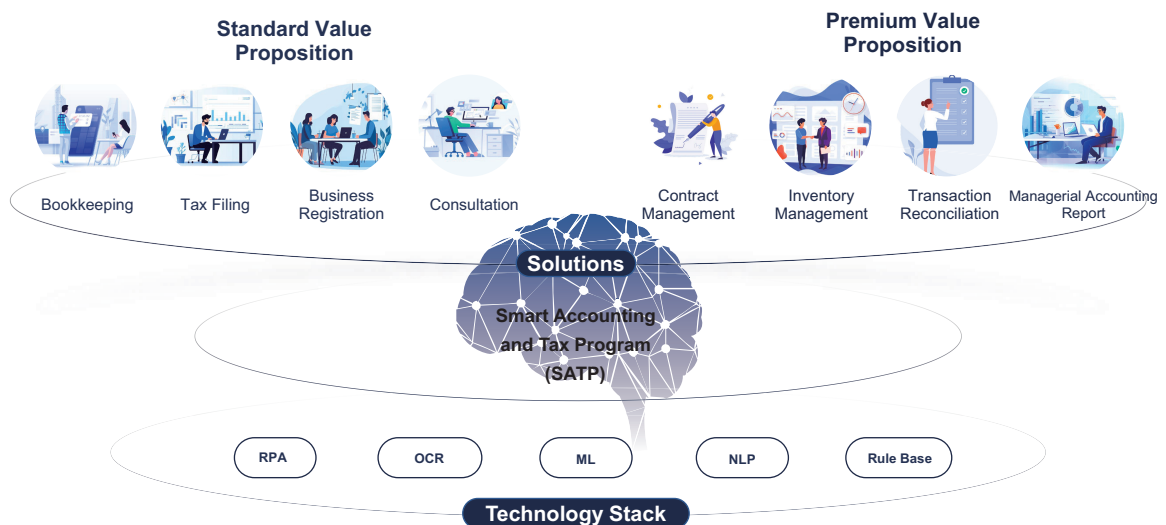 Standard Value
Proposition
Premium Value
Proposition
Bookkeeping
Tax Filing
Business
Registration
Consultation
Contract
Management
Inventory
Management
Transaction
Reconciliation
Managerial Accounting
Report
Solutions
Smart Accounting
and Tax Program
(SATP)
RPA
OCR
ML
NLP
Rule Base
Technology Stack